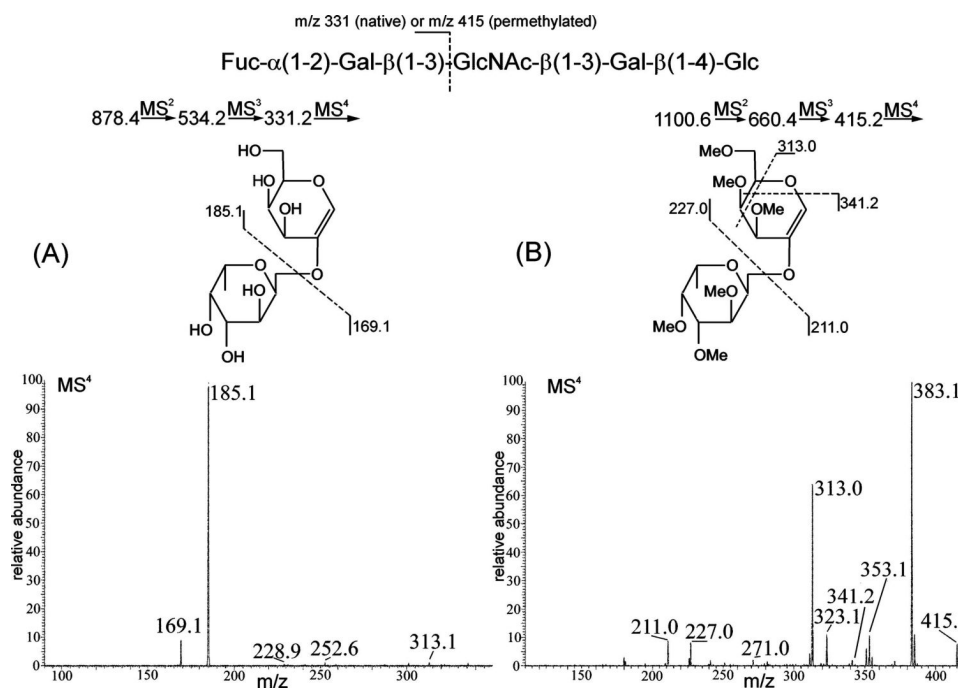 m/z 331 (native) or m/z 415 (permethylated)
Fuc-α(1-2)-Gal-β(1-3)-GlcNAc-β(1-3)-Gal-β(1-4)-Glc
878.4 MS² 534.2 MS³ 331.2 MS⁴
1100.6 MS² 660.4 MS³ 415.2 MS⁴
(A)
HO
HO
O
HO
OH
185.1
O
O
HO
HO
OH
169.1
(B)
313.0
MeO
O
MeO
341.2
227.0
OMe
O
O
MeO
MeO
OMe
211.0
MS⁴
relative abundance
100
90
80
70
60
50
40
30
20
10
0
185.1
169.1
228.9
252.6
313.1
100
150
200
250
300
m/z
MS⁴
relative abundance
100
90
80
70
60
50
40
30
20
10
0
383.1
313.0
353.1
341.2
323.1
211.0
227.0
271.0
415.
150
200
250
300
350
400
m/z